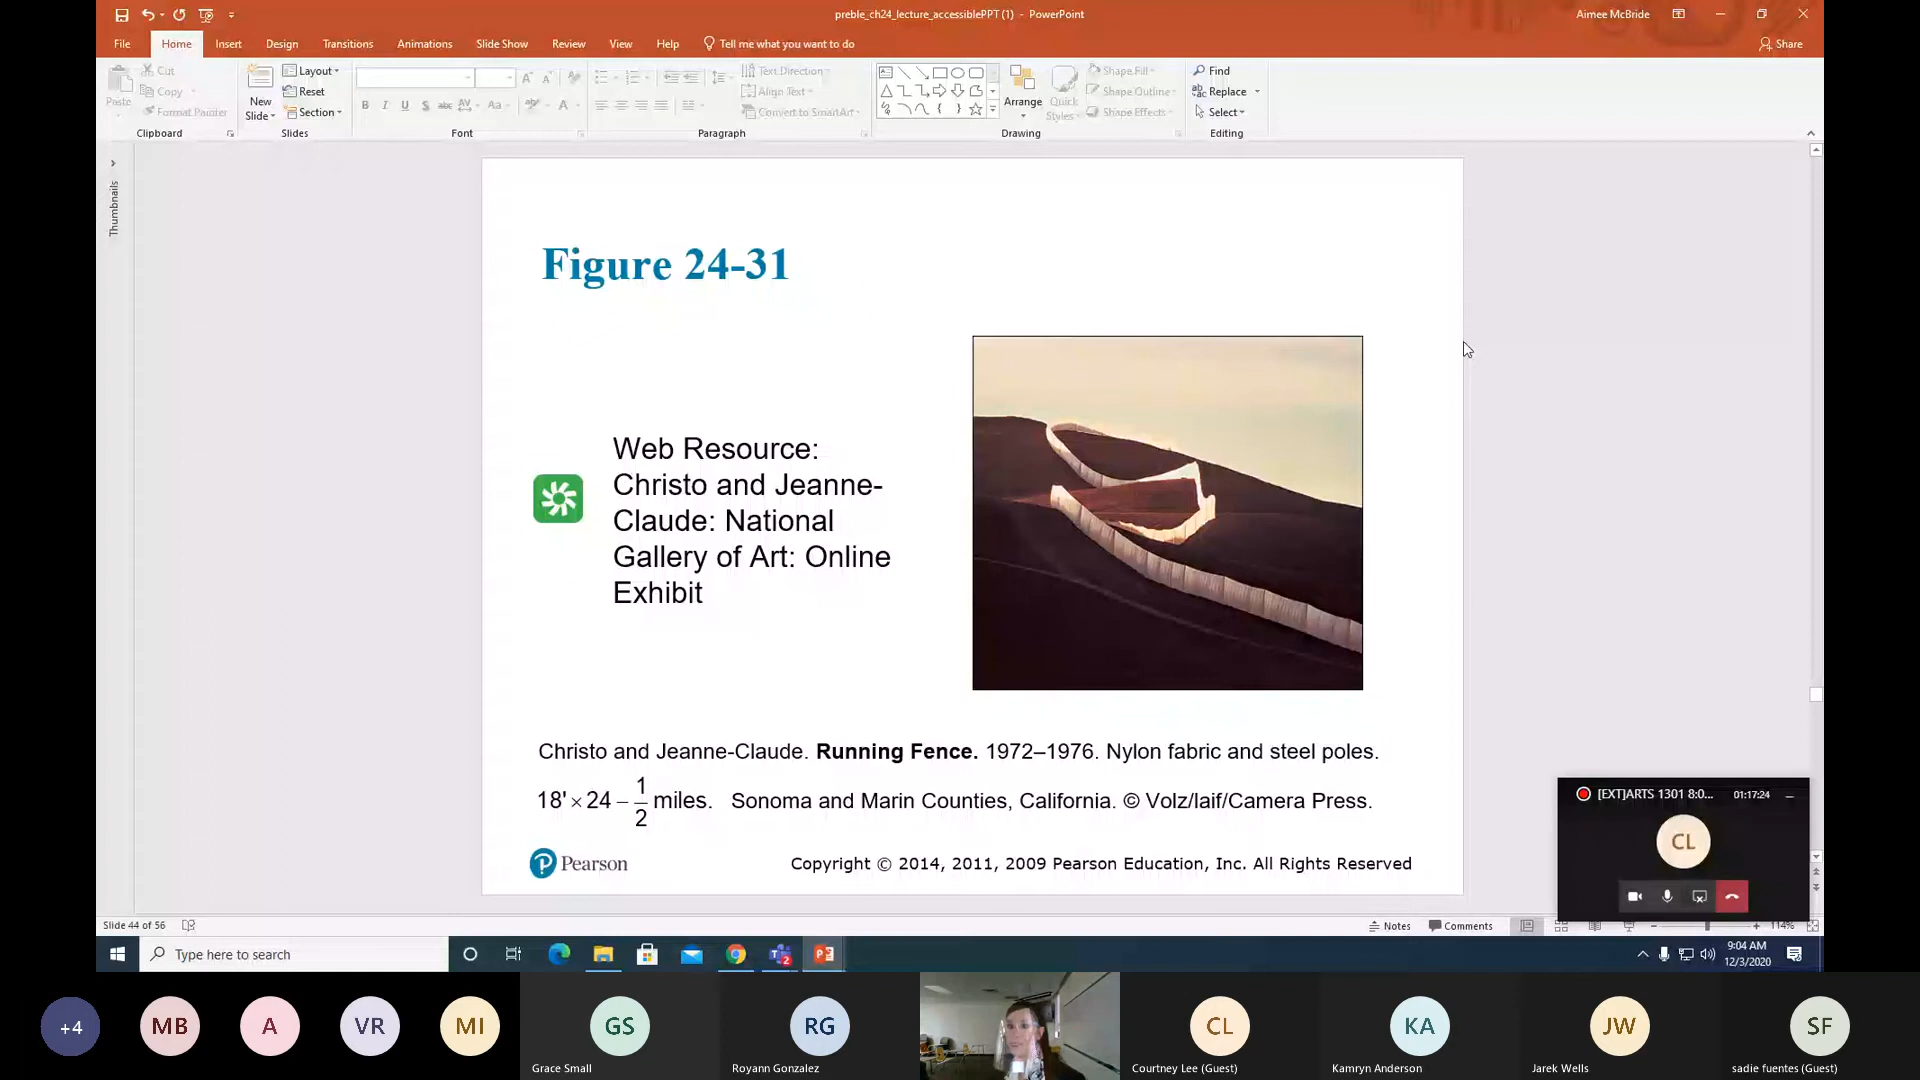 preble_ch24_lecture_accessiblePPT (1) - PowerPoint
Aimee McBride
File Home Insert Design Transitions Animations Slide Show Review View Help Tell me what you want to do
Share
Paste
Cut
Copy
Format Painter
Clipboard
New Slide
Layout
Reset
Section
Slides
B I U S abc AV Aa A
Font
Text Direction
Align Text
Convert to SmartArt
Paragraph
Arrange
Quick Styles
Shape Fill
Shape Outline
Shape Effects
Drawing
Find
Replace
Select
Editing
Thumbnails
Figure 24-31
Web Resource:
Christo and Jeanne-
Claude: National
Gallery of Art: Online
Exhibit
Christo and Jeanne-Claude. Running Fence. 1972–1976. Nylon fabric and steel poles.
18' × 24 – 1/2 miles. Sonoma and Marin Counties, California. © Volz/laif/Camera Press.
Pearson
Copyright © 2014, 2011, 2009 Pearson Education, Inc. All Rights Reserved
[EXT]ARTS 1301 8:0... 01:17:24
CL
Slide 44 of 56
Notes
Comments
114%
Type here to search
9:04 AM
12/3/2020
+4
MB
A
VR
MI
GS
RG
CL
KA
JW
SF
Grace Small
Royann Gonzalez
Courtney Lee (Guest)
Kamryn Anderson
Jarek Wells
sadie fuentes (Guest)